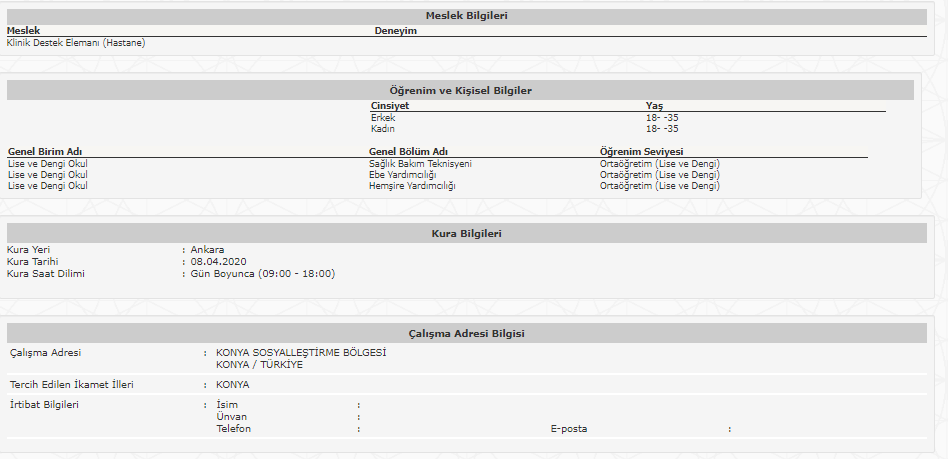 Meslek Bilgileri
Meslek Deneyim
Klinik Destek Elemanı (Hastane)
Öğrenim ve Kişisel Bilgiler
Cinsiyet Yaş
Erkek 18- -35
Kadın 18- -35
Genel Birim Adı Genel Bölüm Adı Öğrenim Seviyesi
Lise ve Dengi Okul Sağlık Bakım Teknisyeni Ortaöğretim (Lise ve Dengi)
Lise ve Dengi Okul Ebe Yardımcılığı Ortaöğretim (Lise ve Dengi)
Lise ve Dengi Okul Hemşire Yardımcılığı Ortaöğretim (Lise ve Dengi)
Kura Bilgileri
Kura Yeri : Ankara
Kura Tarihi : 08.04.2020
Kura Saat Dilimi : Gün Boyunca (09:00 - 18:00)
Çalışma Adresi Bilgisi
Çalışma Adresi : KONYA SOSYALLEŞTİRME BÖLGESİ
KONYA / TÜRKİYE
Tercih Edilen İkamet İlleri : KONYA
İrtibat Bilgileri : İsim :
Ünvan :
Telefon : E-posta :